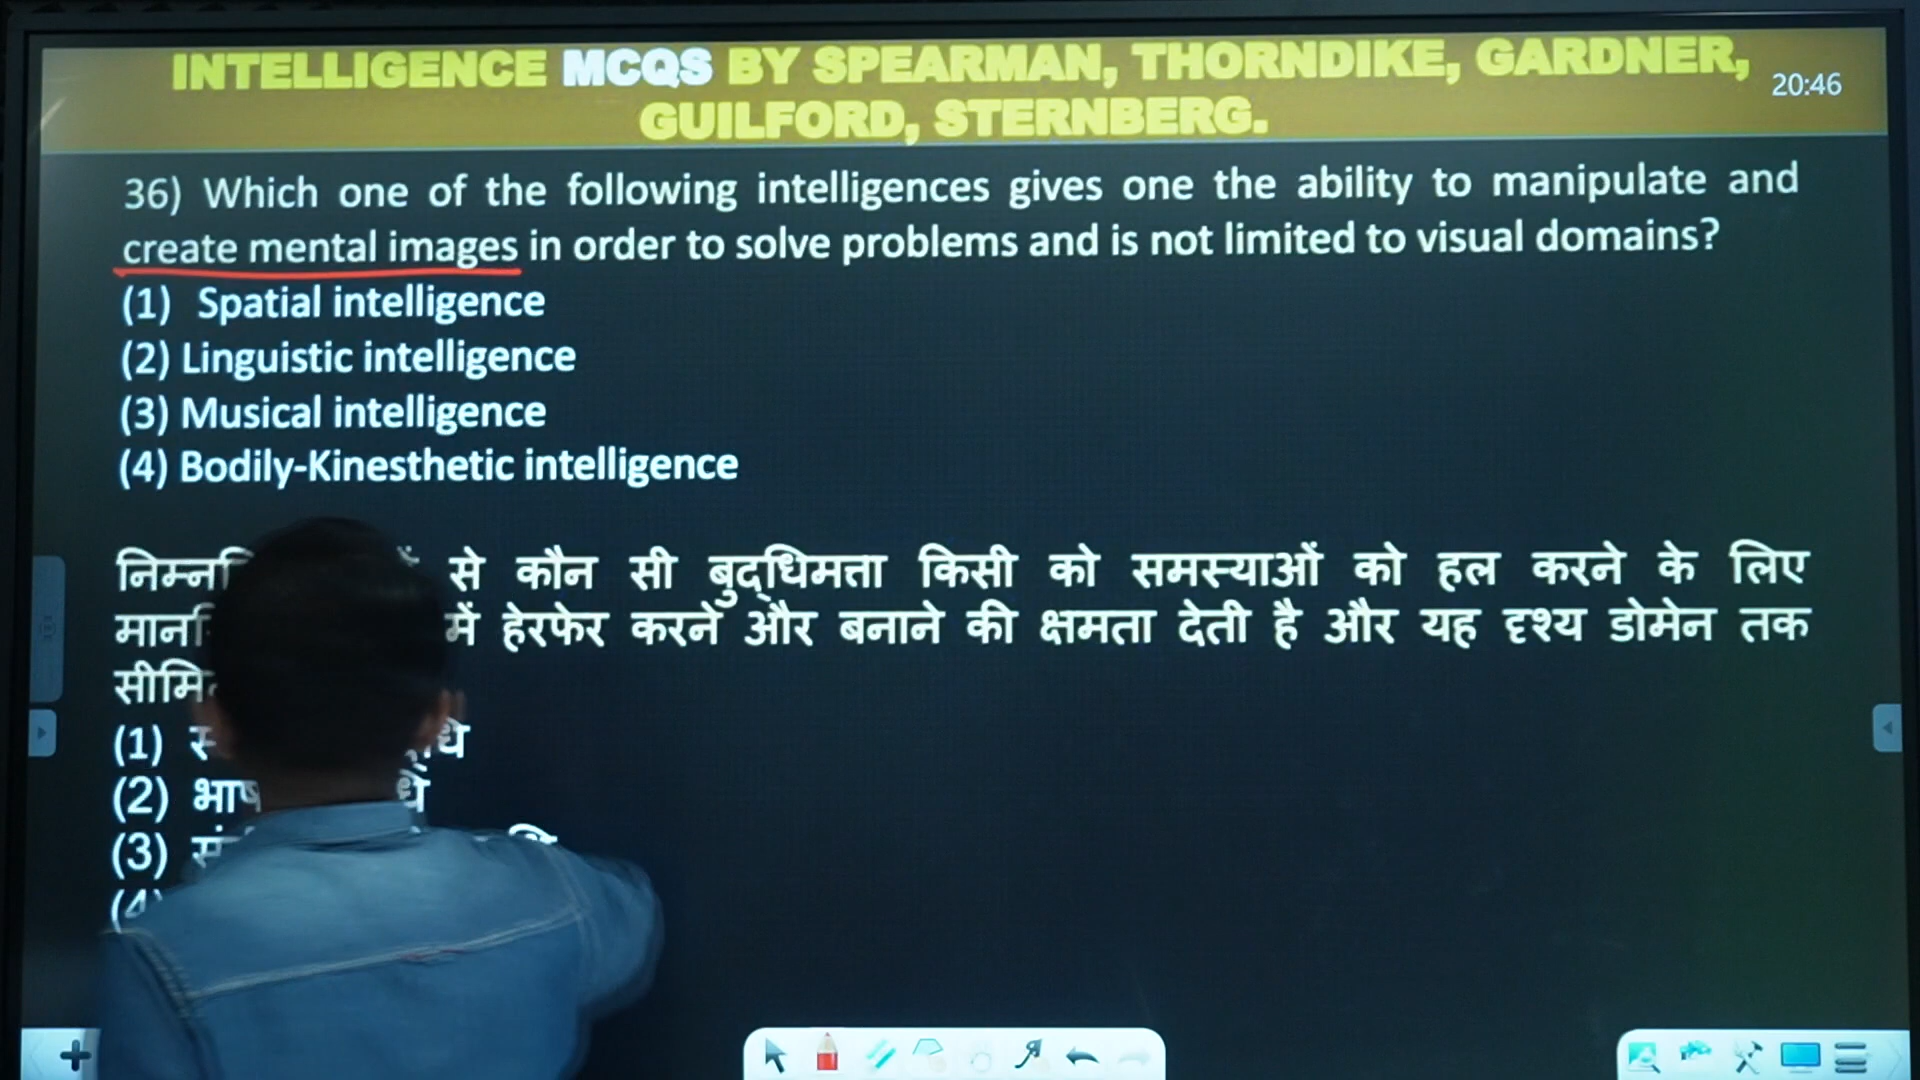 INTELLIGENCE MCQS BY SPEARMAN, THORNDIKE, GARDNER,
GUILFORD, STERNBERG.
20:46
36) Which one of the following intelligences gives one the ability to manipulate and
create mental images in order to solve problems and is not limited to visual domains?
(1) Spatial intelligence
(2) Linguistic intelligence
(3) Musical intelligence
(4) Bodily-Kinesthetic intelligence
से कौन सी बुद्धिमत्ता किसी को समस्याओं को हल करने के लिए
में हेरफेर करने और बनाने की क्षमता देती है और यह दृश्य डोमेन तक
(1)
(2)
(3)
(4)